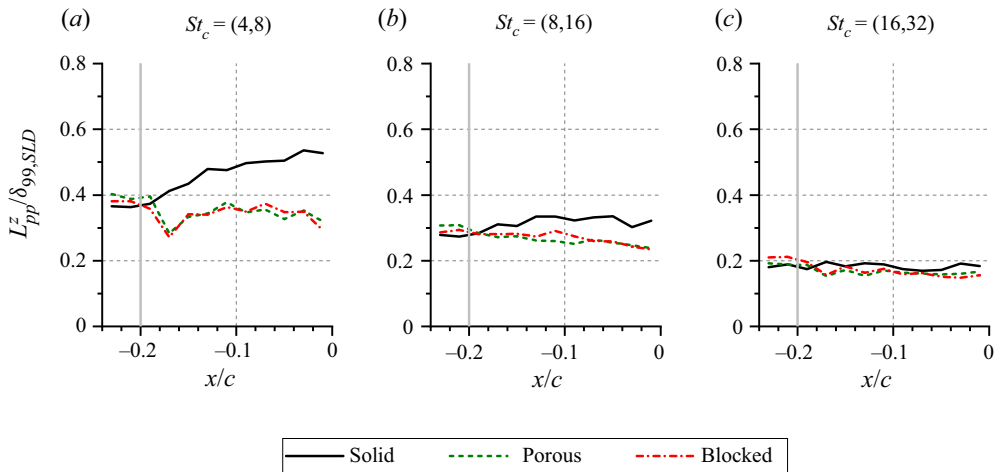 (a) St_c = (4,8) (b) St_c = (8,16) (c) St_c = (16,32)
0.8 0.8 0.8
0.6 0.6 0.6
0.4 0.4 0.4
0.2 0.2 0.2
0 0 0
L^z_pp/δ_99,SLD
–0.2 –0.1 0 –0.2 –0.1 0 –0.2 –0.1 0
x/c x/c x/c
Solid Porous Blocked